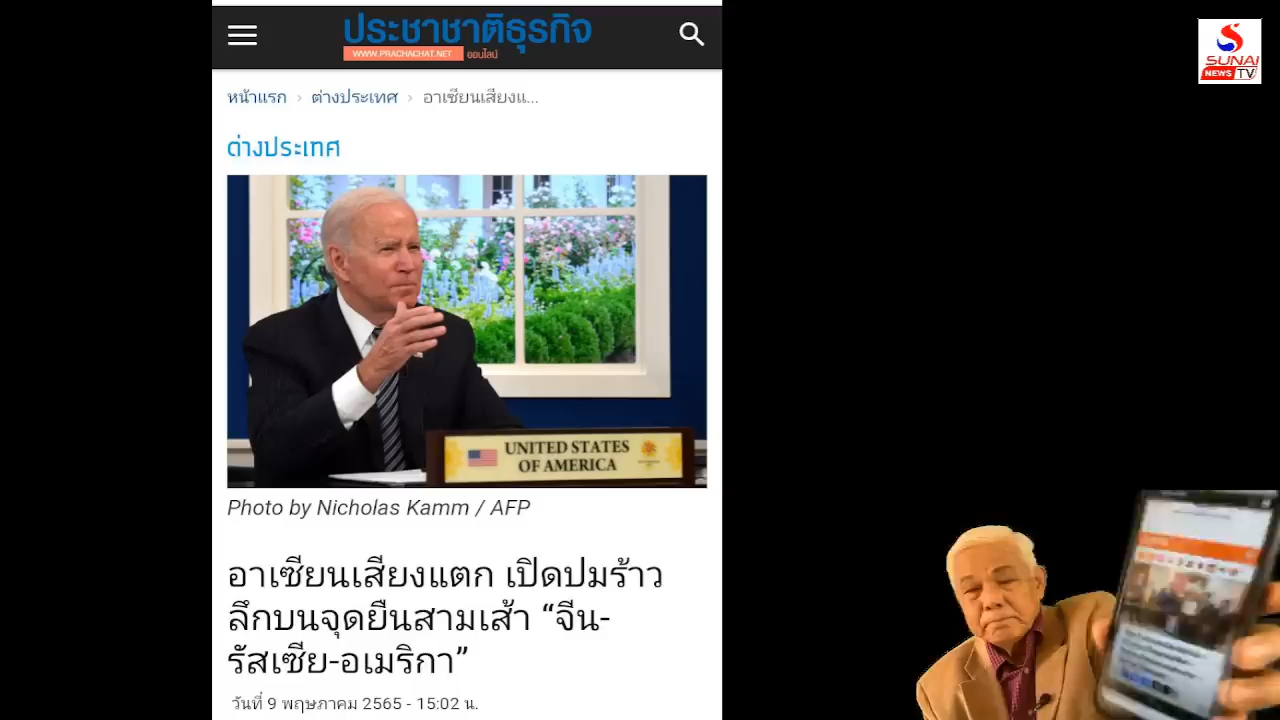 ประชาชาติธุรกิจ
WWW.PRACHACHAT.NET ออนไลน์
SUNAI
NEWS TV
หน้าแรก › ต่างประเทศ › อาเซียนเสียงแ...
ต่างประเทศ
UNITED STATES
OF AMERICA
Photo by Nicholas Kamm / AFP
อาเซียนเสียงแตก เปิดปมร้าว
ลึกบนจุดยืนสามเส้า “จีน-
รัสเซีย-อเมริกา”
วันที่ 9 พฤษภาคม 2565 - 15:02 น.